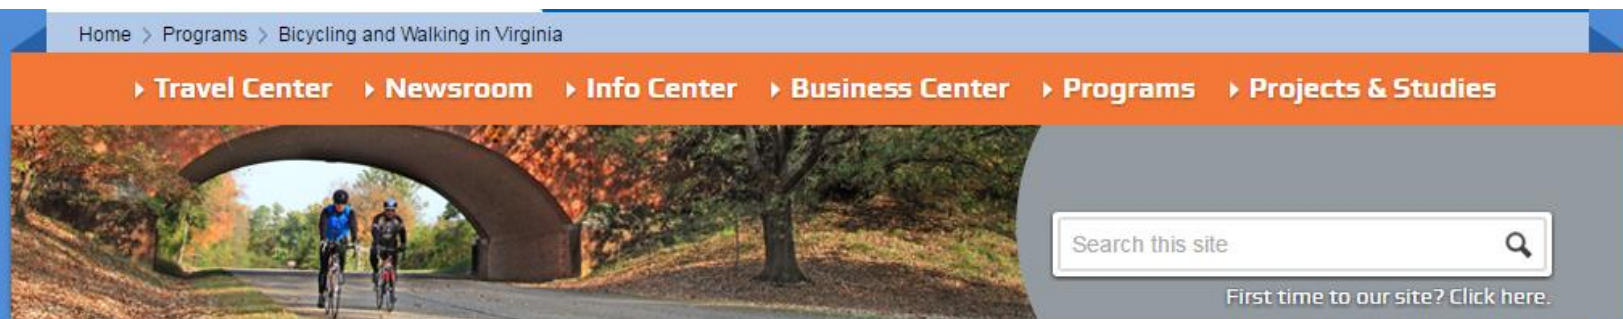 Home > Programs > Bicycling and Walking in Virginia
Travel Center Newsroom Info Center Business Center Programs Projects & Studies
Search this site
First time to our site? Click here.